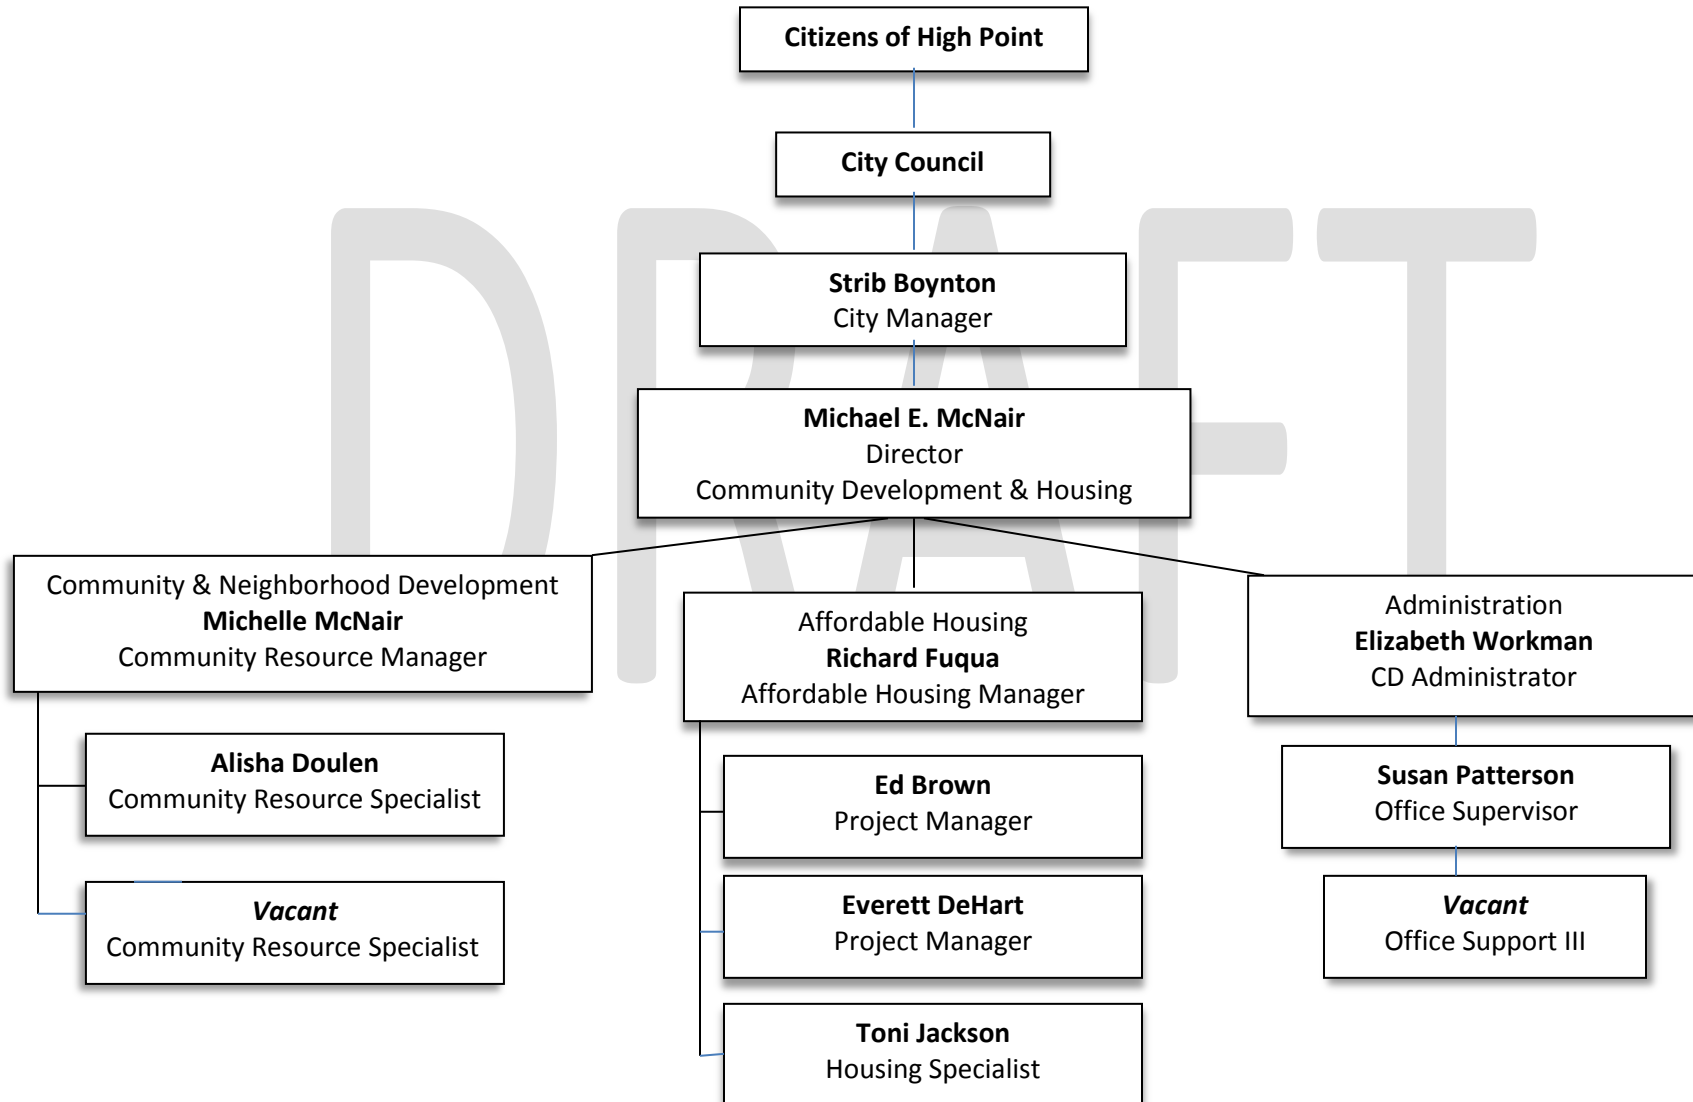 Citizens of High Point
City Council
Strib Boynton
City Manager
Michael E. McNair
Director
Community Development & Housing
Community & Neighborhood Development
Michelle McNair
Community Resource Manager
Alisha Doulen
Community Resource Specialist
Vacant
Community Resource Specialist
Affordable Housing
Richard Fuqua
Affordable Housing Manager
Ed Brown
Project Manager
Everett DeHart
Project Manager
Toni Jackson
Housing Specialist
Administration
Elizabeth Workman
CD Administrator
Susan Patterson
Office Supervisor
Vacant
Office Support III
DRAFT